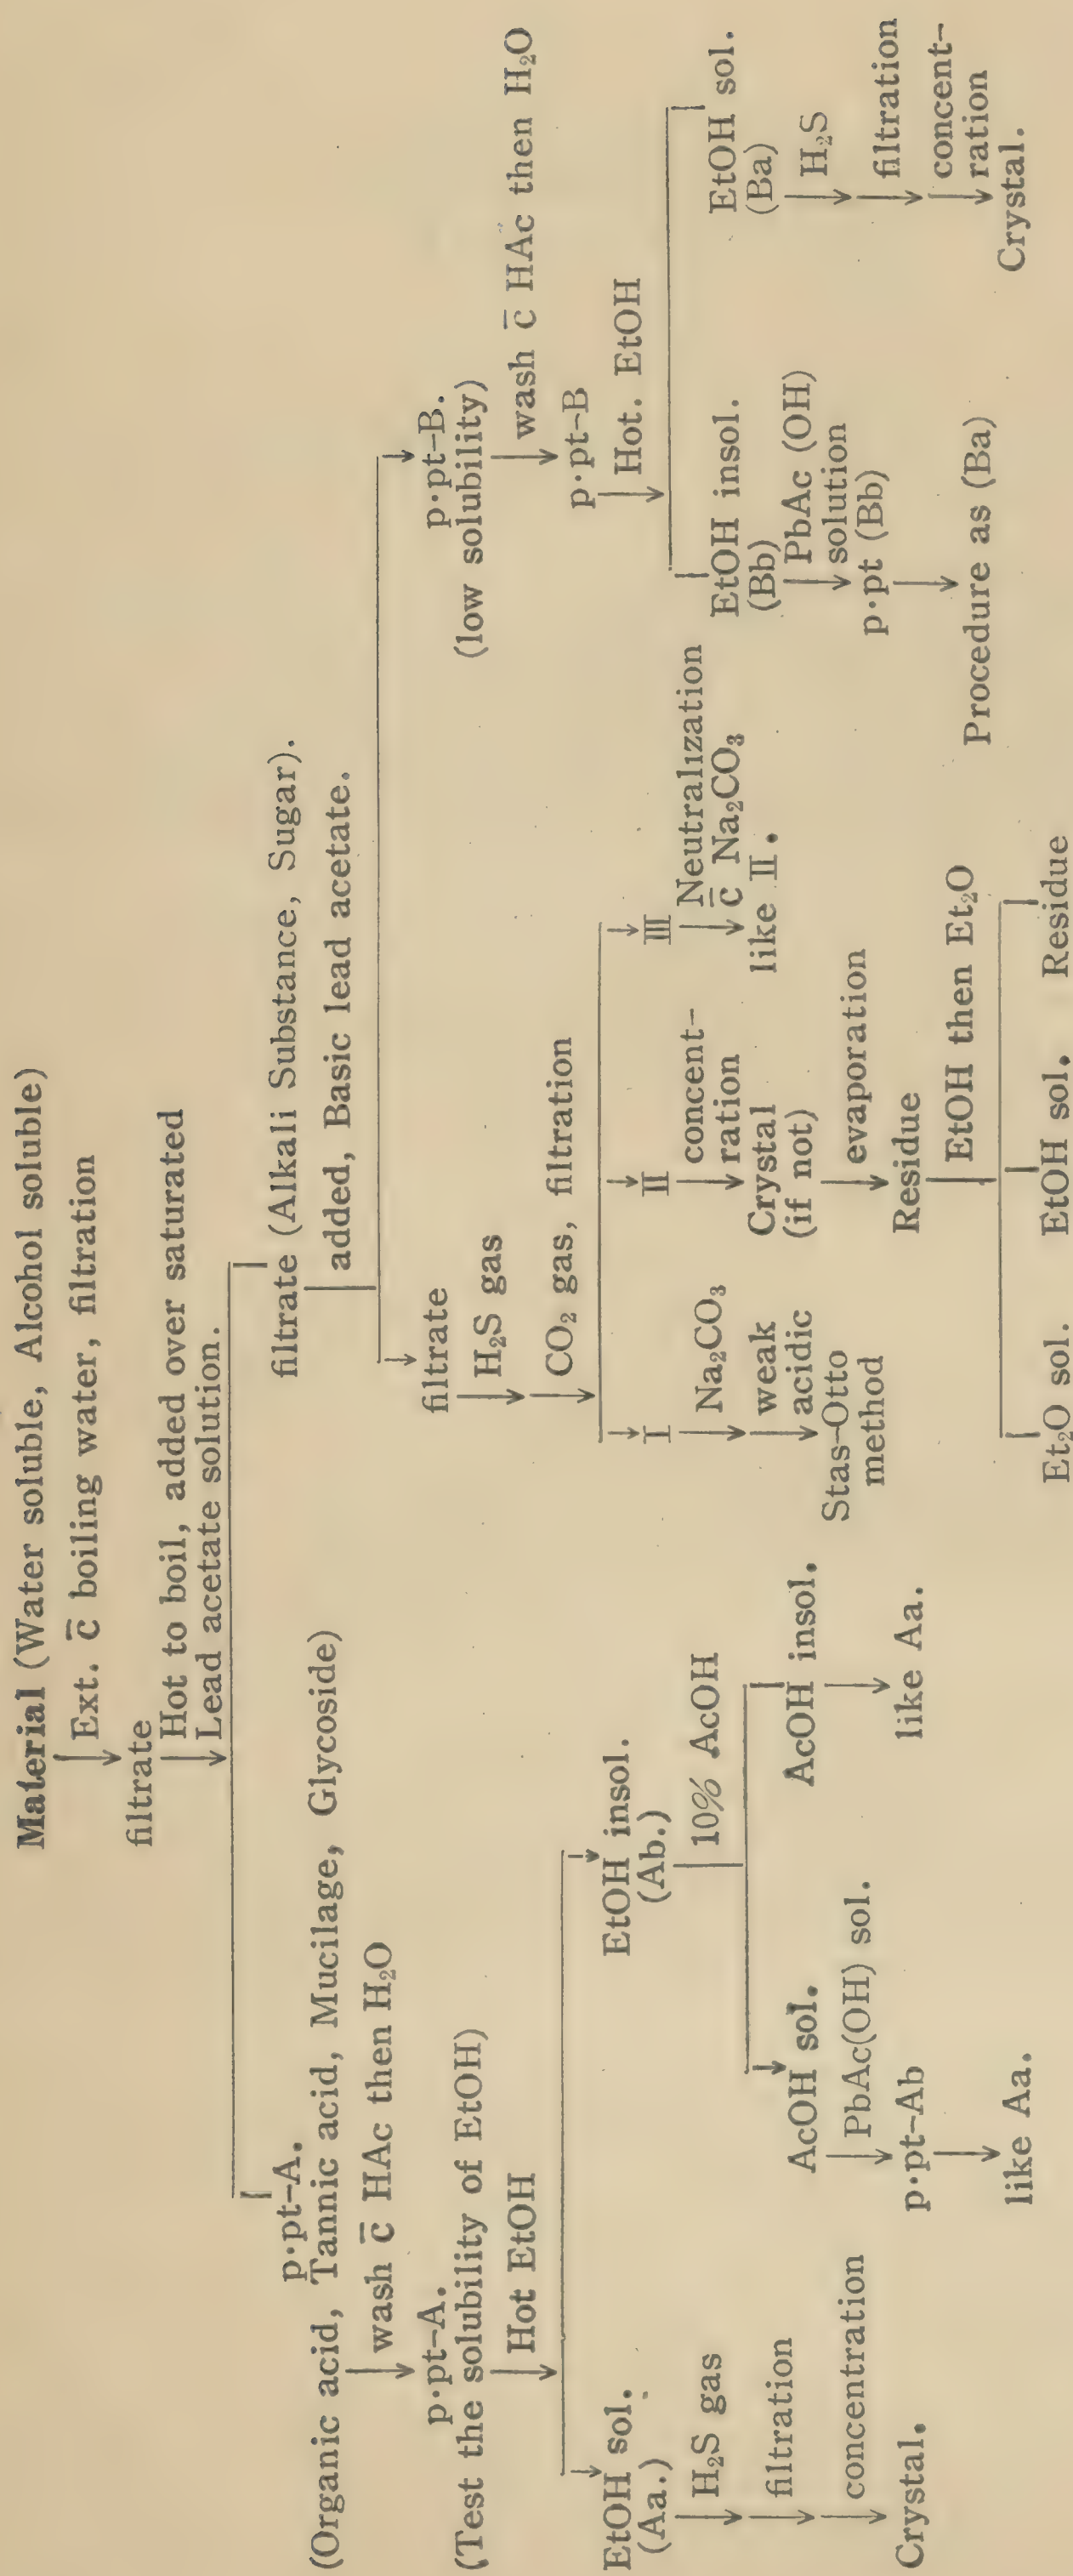 Material (Water soluble, Alcohol soluble)
Ext. c̄ boiling water, filtration
filtrate
Hot to boil, added over saturated
Lead acetate solution.
p·pt-A.
(Organic acid, Tannic acid, Mucilage, Glycoside)
wash c̄ HAc then H₂O
p·pt-A.
(Test the solubility of EtOH)
Hot EtOH
EtOH sol.
(Aa.)
H₂S gas
filtration
concentration
Crystal.
EtOH insol.
(Ab.)
10% AcOH
AcOH sol.
PbAc(OH) sol.
p·pt-Ab
like Aa.
AcOH insol.
like Aa.
filtrate (Alkali Substance, Sugar).
added, Basic lead acetate.
filtrate
H₂S gas
CO₂ gas, filtration
I
Na₂CO₃
weak
acidic
Stas-Otto
method
II
concent-
ration
Crystal
(if not)
evaporation
Residue
EtOH then Et₂O
Et₂O sol.
EtOH sol.
Residue
III
Neutralization
c̄ Na₂CO₃
like II.
p·pt-B.
(low solubility)
wash c̄ HAc then H₂O
p·pt-B
Hot. EtOH
EtOH insol.
(Bb)
PbAc (OH)
solution
p·pt (Bb)
Procedure as (Ba)
EtOH sol.
(Ba)
H₂S
filtration
concent-
ration
Crystal.